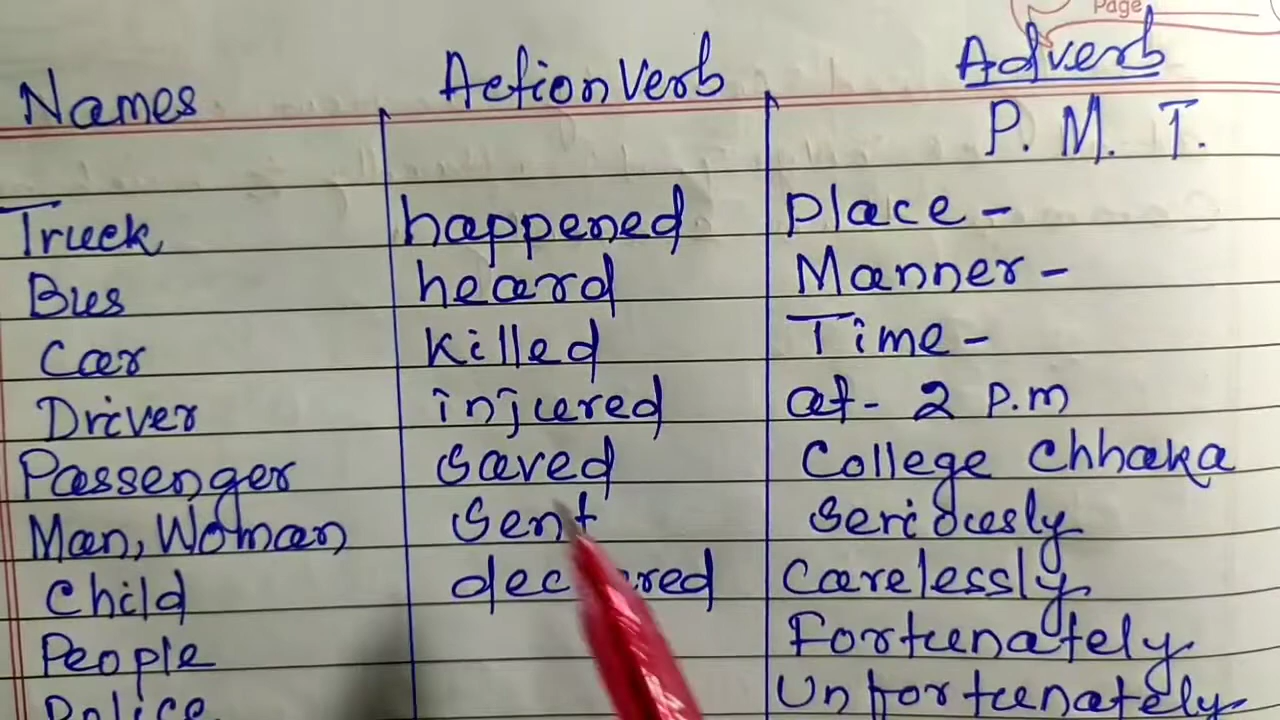 Page
Names Action Verb Adverb
P. M. T.
Truck happened Place -
Bus heard Manner -
Car killed Time -
Driver injured at - 2 P.m
Passenger Saved College Chhaka
Man, Woman Sent Seriously
Child Carelessly
People Fortunately
Police Unfortunately